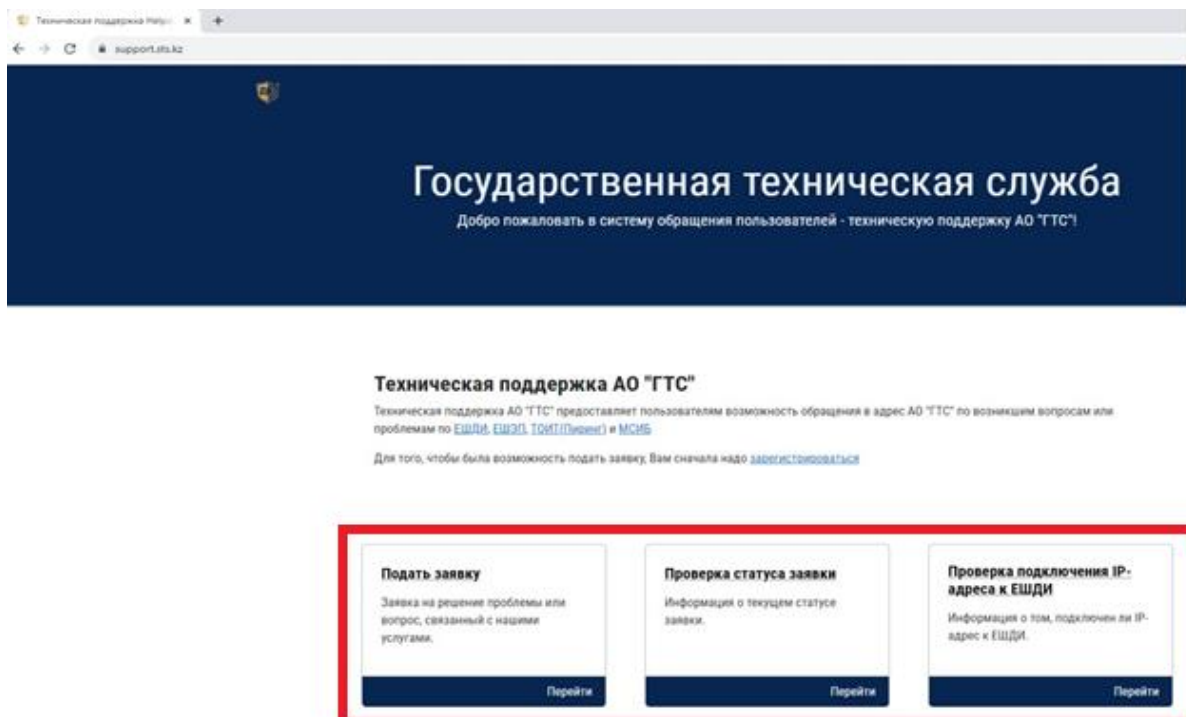 Техническая поддержка Helpd
support.sts.kz
Государственная техническая служба
Добро пожаловать в систему обращения пользователей - техническую поддержку АО "ГТС"!
Техническая поддержка АО "ГТС"
Техническая поддержка АО "ГТС" предоставляет пользователям возможность обращения в адрес АО "ГТС" по возникшим вопросам или
проблемам по ЕШДИ, ЕШЭП, ТОИТ(Пиринг) и МСИБ
Для того, чтобы была возможность подать заявку, Вам сначала надо зарегистрироваться
Подать заявку
Заявка на решение проблемы или
вопрос, связанный с нашими
услугами.
Перейти
Проверка статуса заявки
Информация о текущем статусе
заявки.
Перейти
Проверка подключения IP-
адреса к ЕШДИ
Информация о том, подключен ли IP-
адрес к ЕШДИ.
Перейти